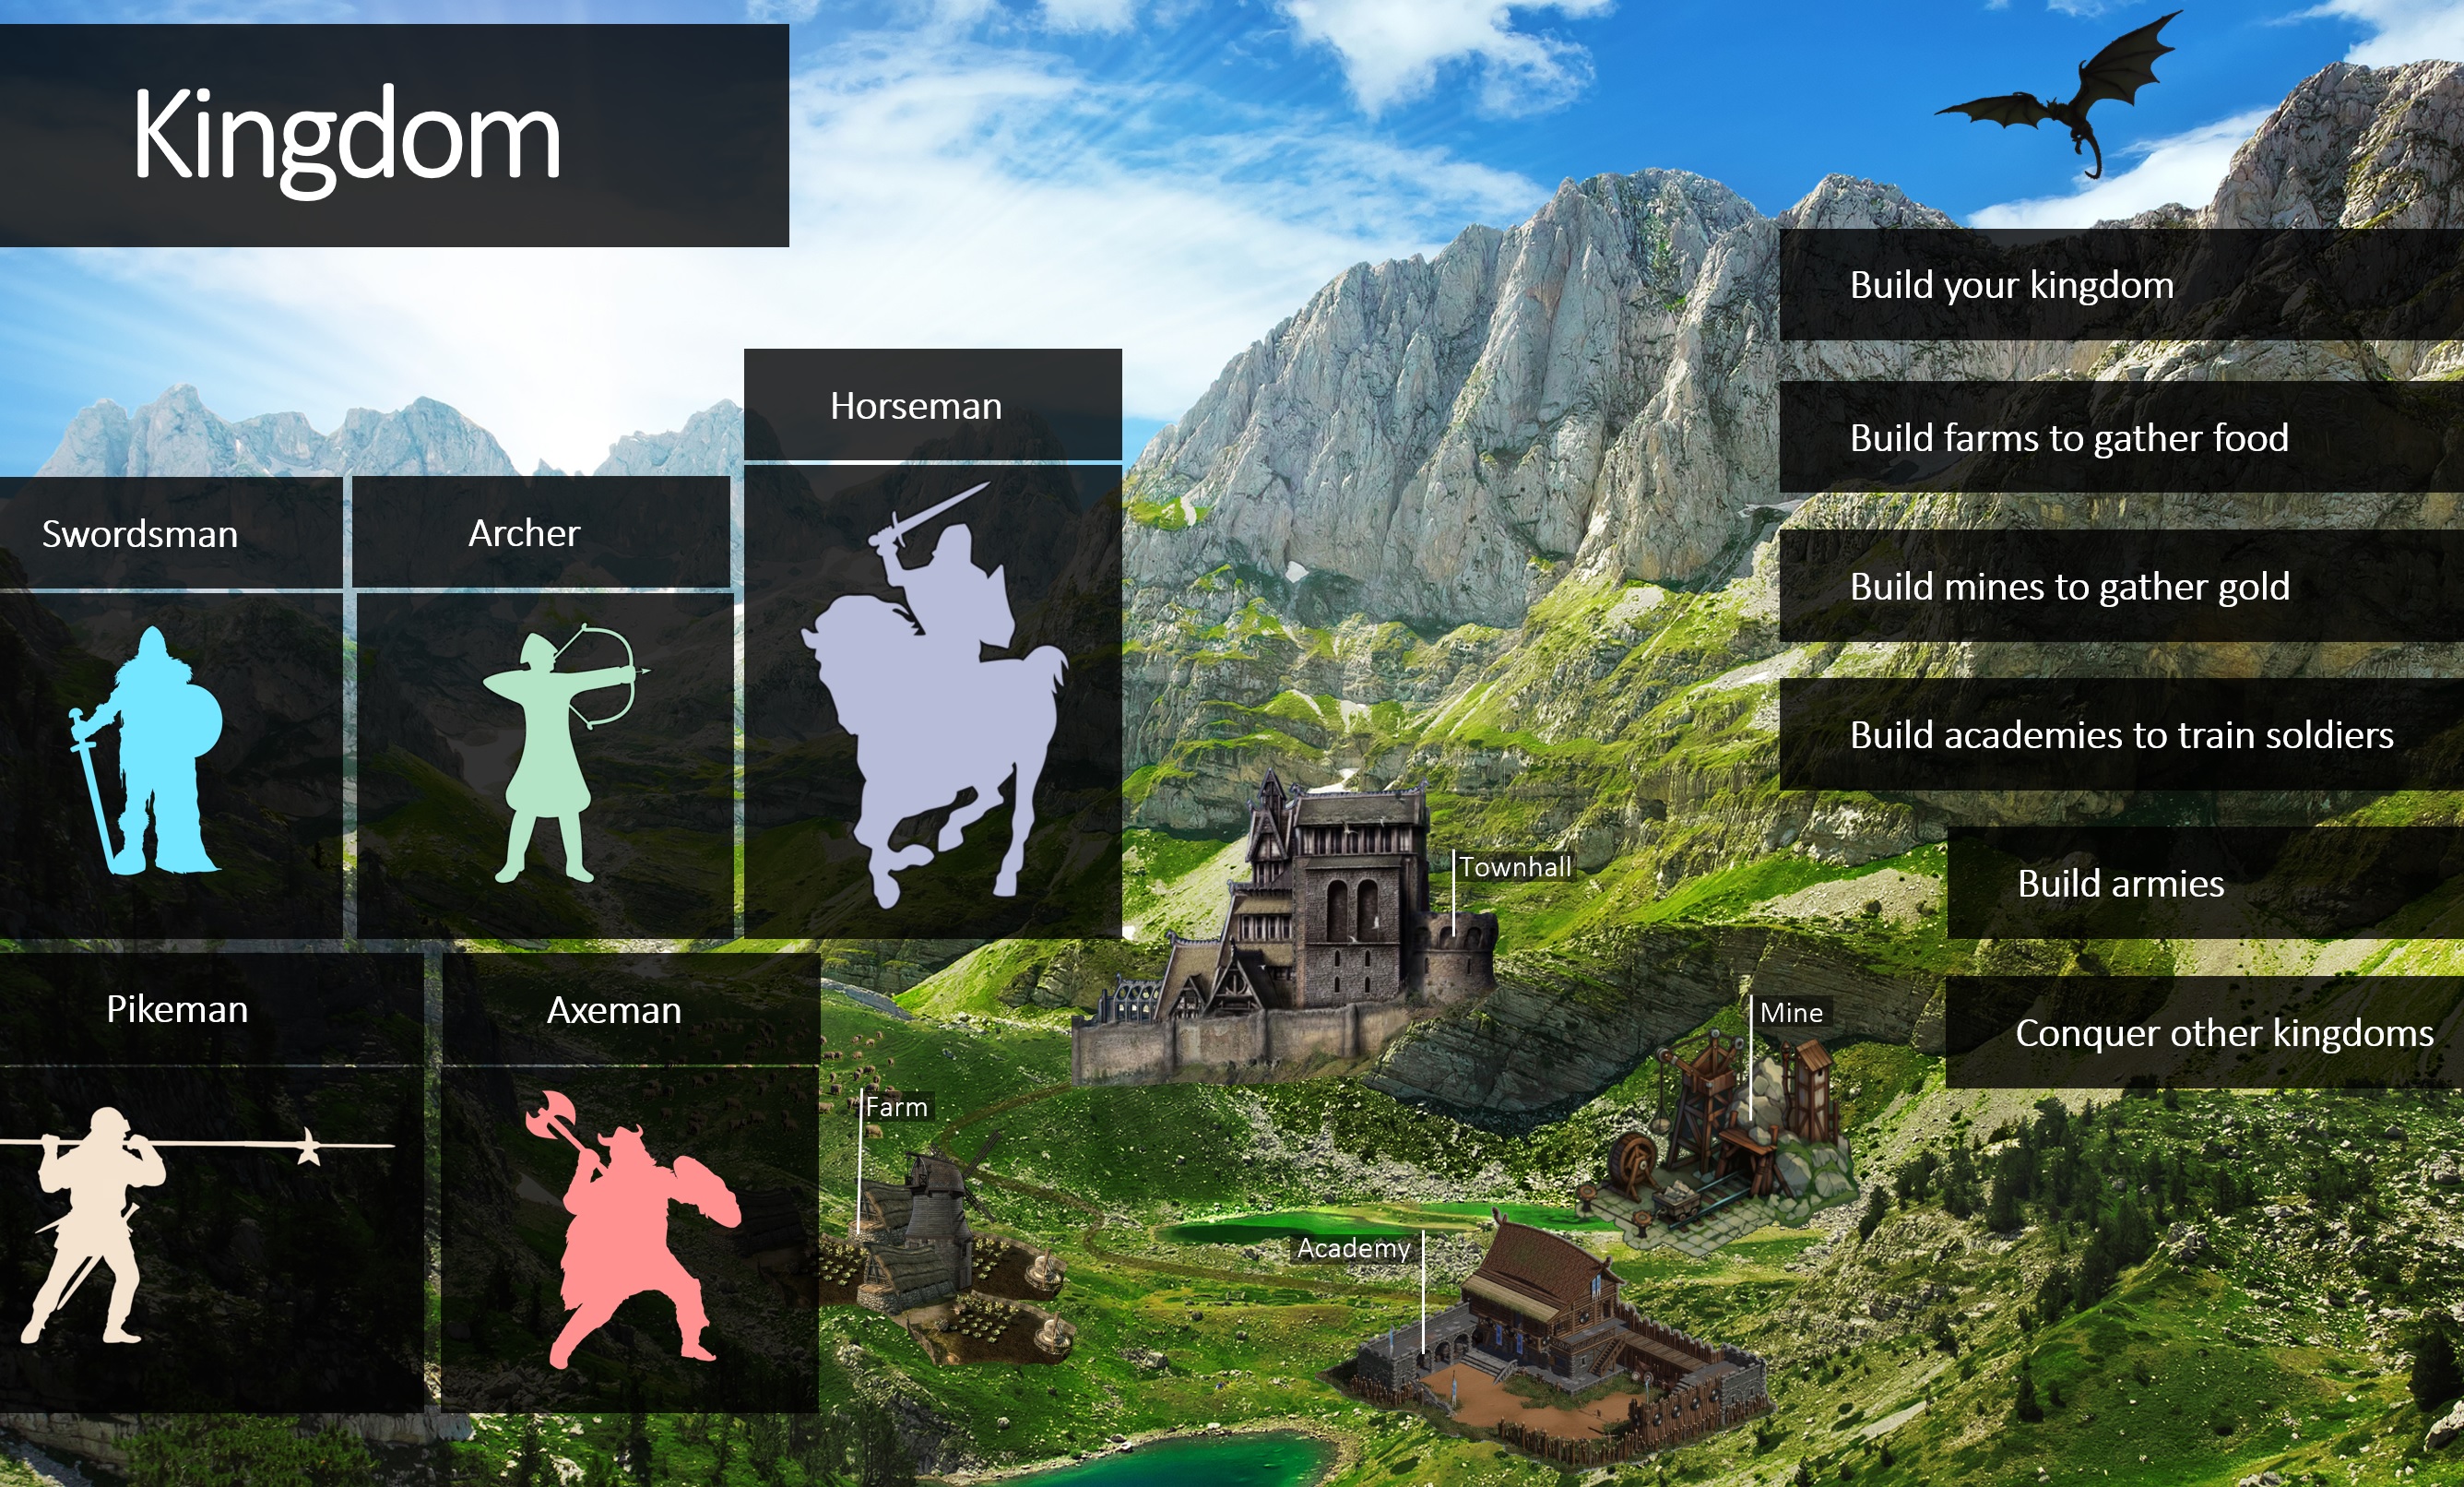 Kingdom
Horseman
Swordsman
Archer
Pikeman
Axeman
Build your kingdom
Build farms to gather food
Build mines to gather gold
Build academies to train soldiers
Build armies
Conquer other kingdoms
Townhall
Mine
Farm
Academy